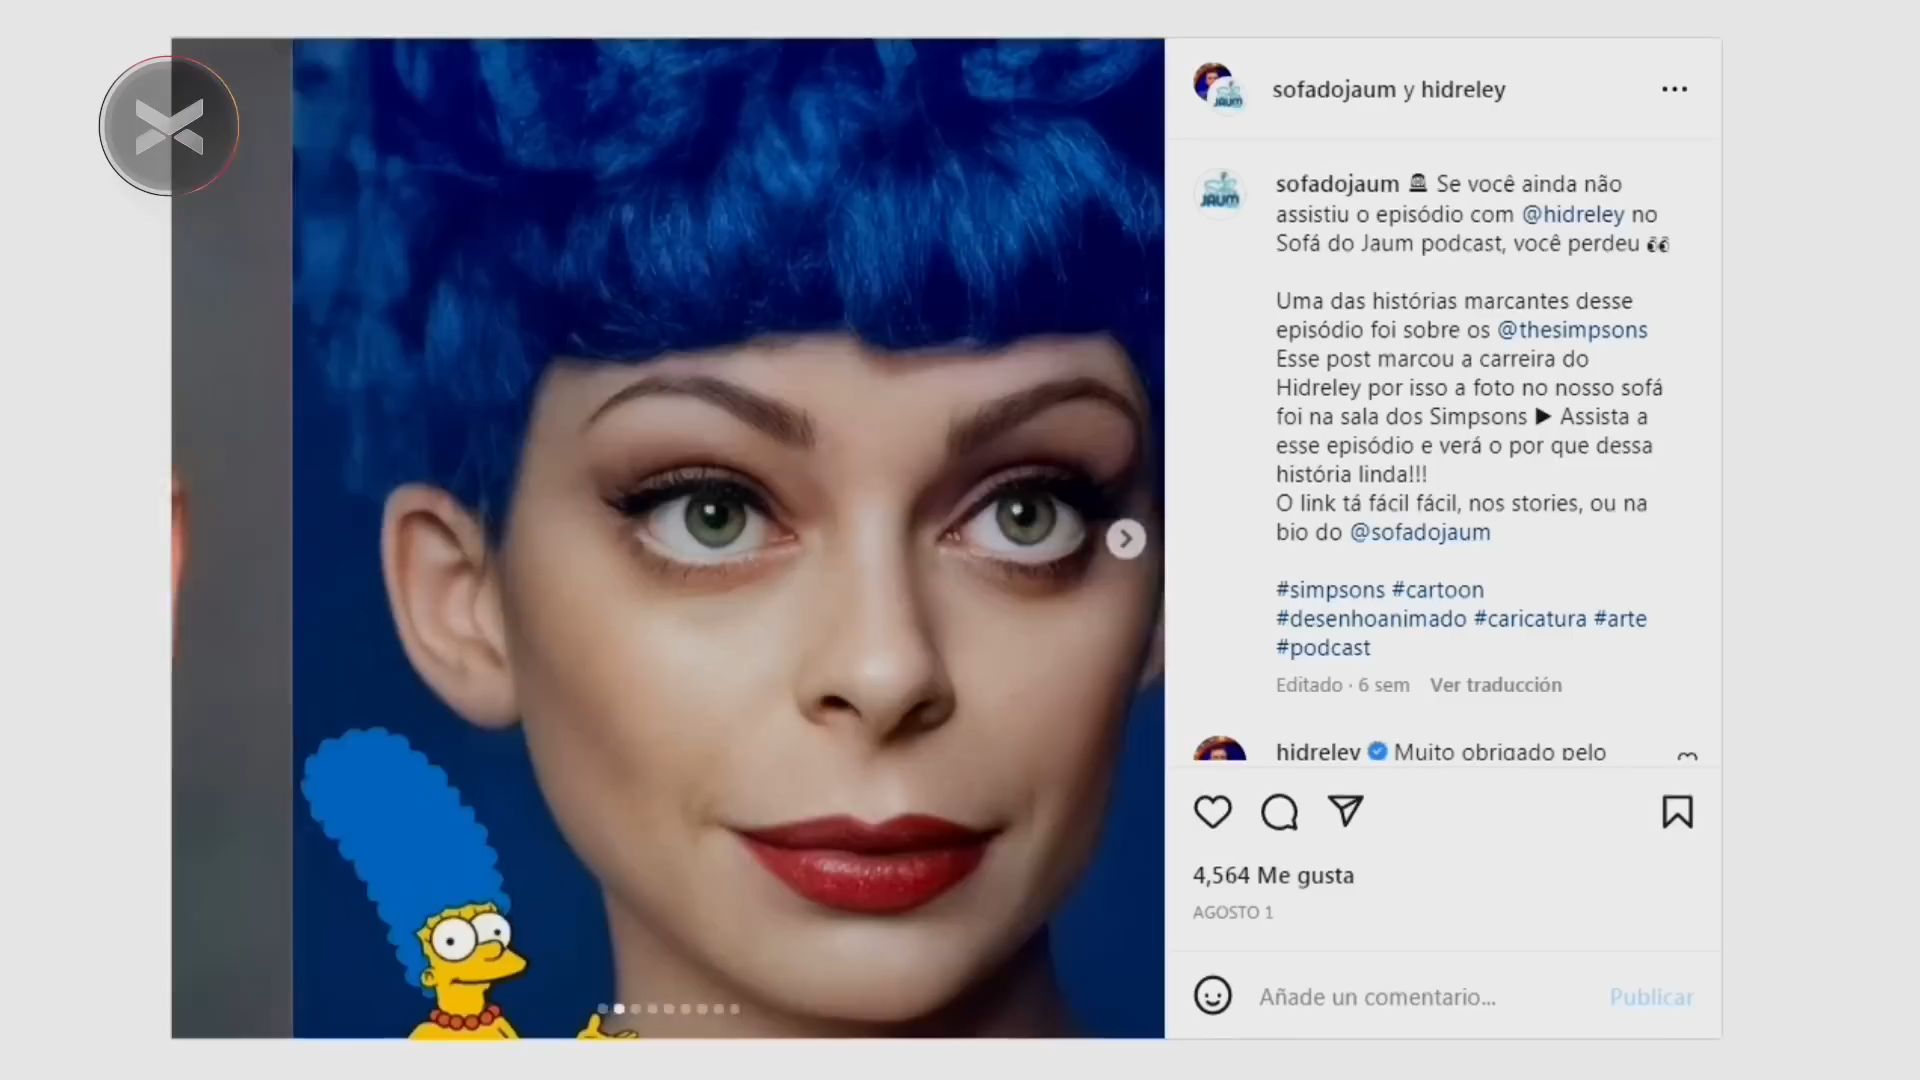 sofadojaum y hidreley
sofadojaum Se você ainda não
assistiu o episódio com @hidreley no
Sofá do Jaum podcast, você perdeu
Uma das histórias marcantes desse
episódio foi sobre os @thesimpsons
Esse post marcou a carreira do
Hidreley por isso a foto no nosso sofá
foi na sala dos Simpsons ▶ Assista a
esse episódio e verá o por que dessa
história linda!!!
O link tá fácil fácil, nos stories, ou na
bio do @sofadojaum
#simpsons #cartoon
#desenhoanimado #caricatura #arte
#podcast
Editado · 6 sem Ver traducción
hidreley Muito obrigado pelo
4,564 Me gusta
AGOSTO 1
Añade un comentario...
Publicar
JAUM
JAUM